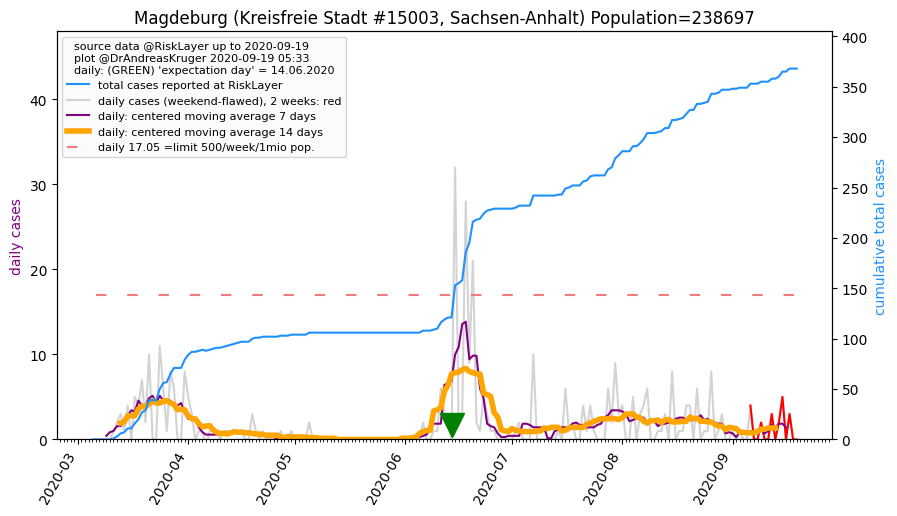 Magdeburg (Kreisfreie Stadt #15003, Sachsen-Anhalt) Population=238697
source data @RiskLayer up to 2020-09-19
plot @DrAndreasKruger 2020-09-19 05:33
daily: (GREEN) 'expectation day' = 14.06.2020
total cases reported at RiskLayer
daily cases (weekend-flawed), 2 weeks: red
daily: centered moving average 7 days
daily: centered moving average 14 days
daily 17.05 =limit 500/week/1mio pop.
daily cases
40
30
20
10
0
cumulative total cases
400
350
300
250
200
150
100
50
0
2020-03
2020-04
2020-05
2020-06
2020-07
2020-08
2020-09